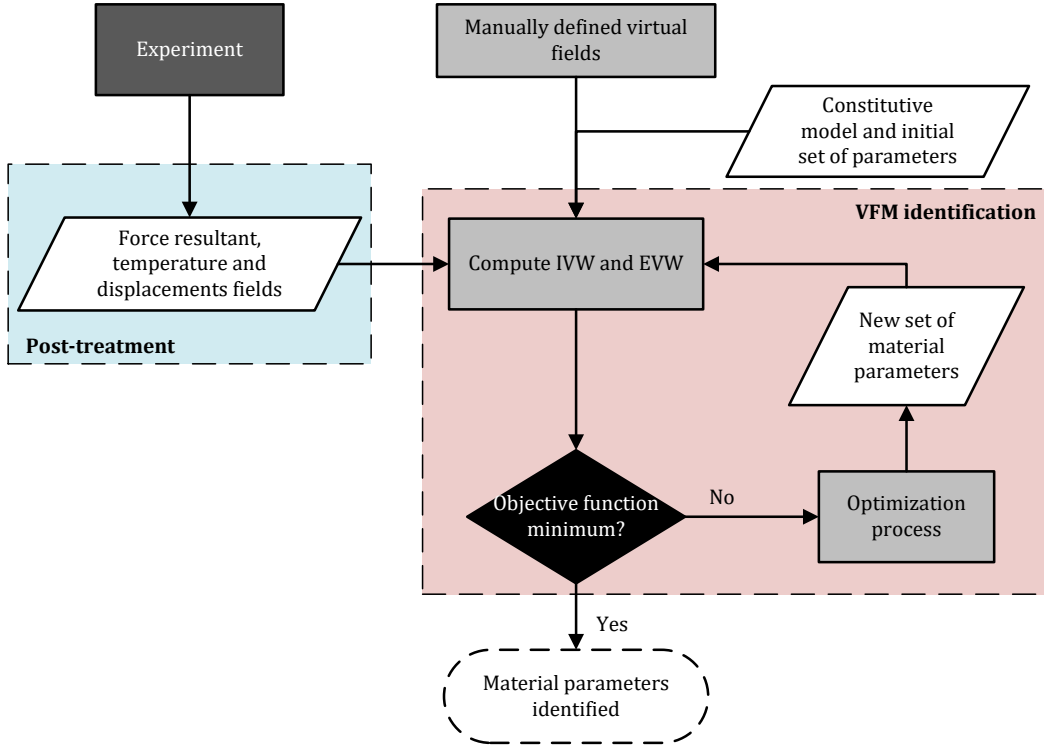 Experiment
Manually defined virtual
fields
Constitutive
model and initial
set of parameters
Force resultant,
temperature and
displacements fields
Post-treatment
VFM identification
Compute IVW and EVW
New set of
material
parameters
Objective function
minimum?
No
Optimization
process
Yes
Material parameters
identified